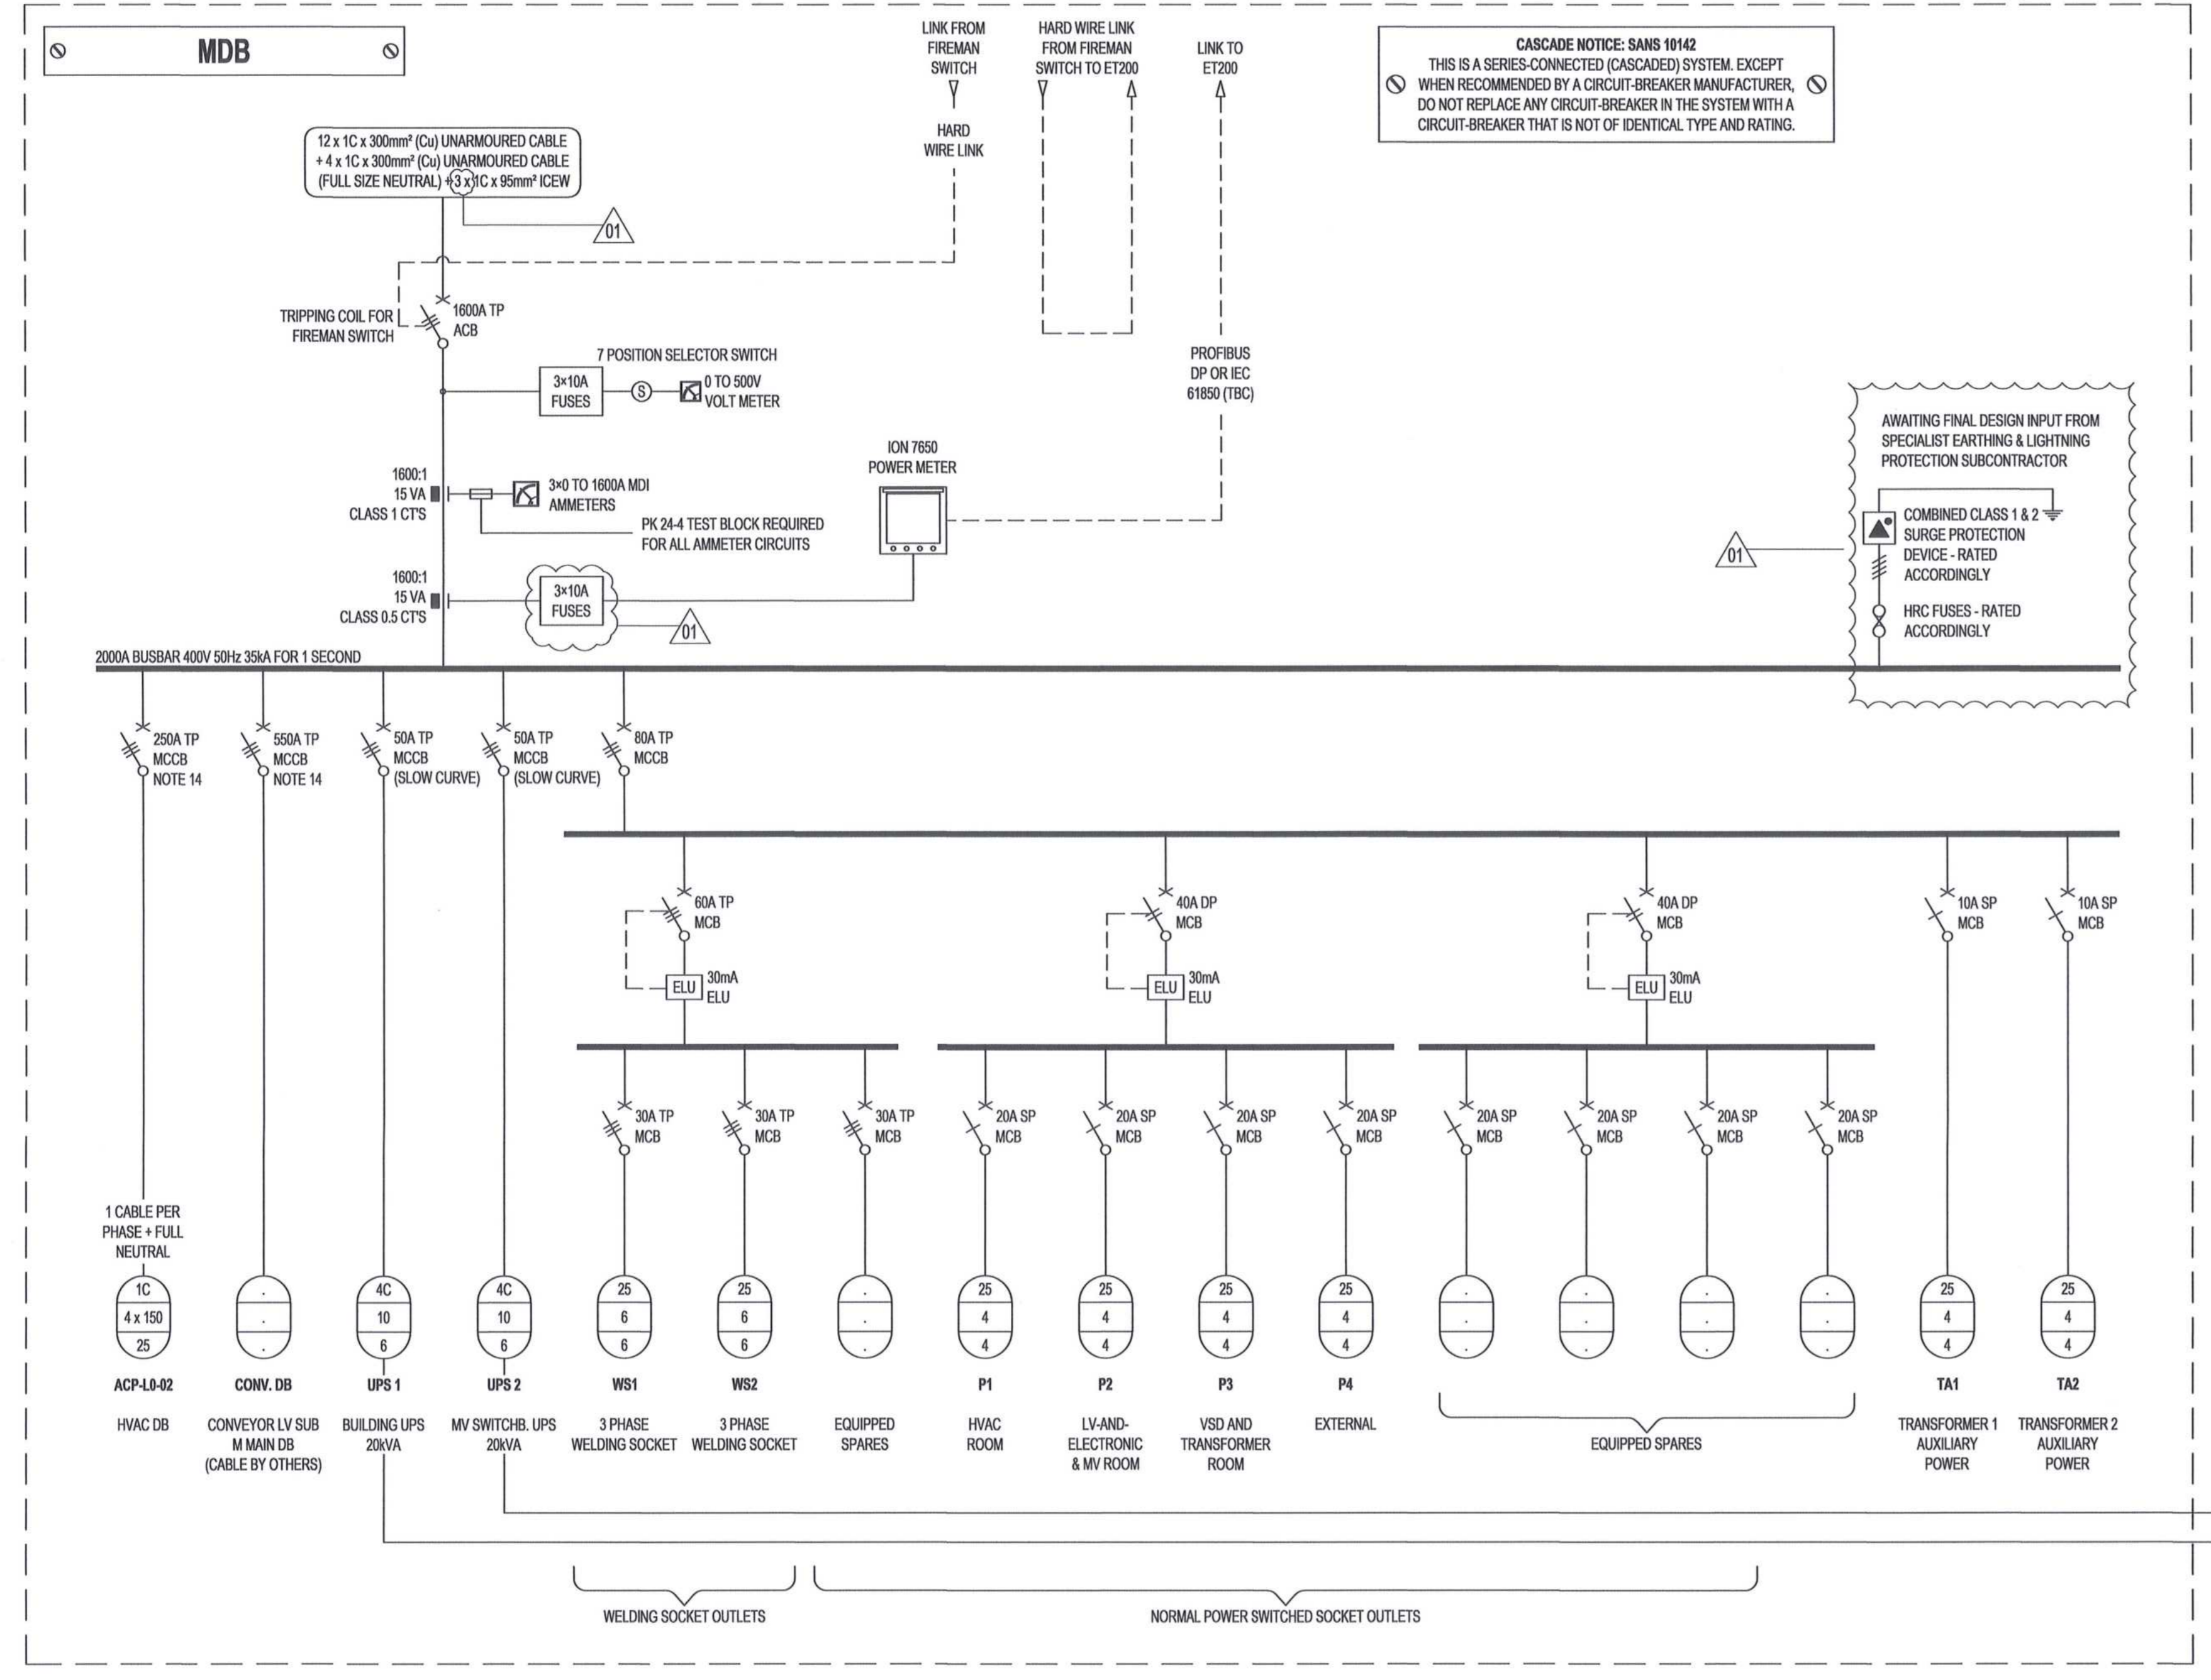 MDB
LINK FROM
FIREMAN
SWITCH
HARD
WIRE LINK
HARD WIRE LINK
FROM FIREMAN
SWITCH TO ET200
LINK TO
ET200
CASCADE NOTICE: SANS 10142
THIS IS A SERIES-CONNECTED (CASCADED) SYSTEM. EXCEPT
WHEN RECOMMENDED BY A CIRCUIT-BREAKER MANUFACTURER,
DO NOT REPLACE ANY CIRCUIT-BREAKER IN THE SYSTEM WITH A
CIRCUIT-BREAKER THAT IS NOT OF IDENTICAL TYPE AND RATING.
12 x 1C x 300mm² (Cu) UNARMOURED CABLE
+ 4 x 1C x 300mm² (Cu) UNARMOURED CABLE
(FULL SIZE NEUTRAL) + 3 x 1C x 95mm² ICEW
01
TRIPPING COIL FOR
FIREMAN SWITCH
1600A TP
ACB
7 POSITION SELECTOR SWITCH
3×10A
FUSES
S
0 TO 500V
VOLT METER
PROFIBUS
DP OR IEC
61850 (TBC)
ION 7650
POWER METER
1600:1
15 VA
CLASS 1 CT'S
3×0 TO 1600A MDI
AMMETERS
PK 24-4 TEST BLOCK REQUIRED
FOR ALL AMMETER CIRCUITS
1600:1
15 VA
CLASS 0.5 CT'S
3×10A
FUSES
01
AWAITING FINAL DESIGN INPUT FROM
SPECIALIST EARTHING & LIGHTNING
PROTECTION SUBCONTRACTOR
COMBINED CLASS 1 & 2
SURGE PROTECTION
DEVICE - RATED
ACCORDINGLY
HRC FUSES - RATED
ACCORDINGLY
01
2000A BUSBAR 400V 50Hz 35kA FOR 1 SECOND
250A TP
MCCB
NOTE 14
550A TP
MCCB
NOTE 14
50A TP
MCCB
(SLOW CURVE)
50A TP
MCCB
(SLOW CURVE)
80A TP
MCCB
60A TP
MCB
ELU
30mA
ELU
40A DP
MCB
ELU
30mA
ELU
40A DP
MCB
ELU
30mA
ELU
10A SP
MCB
10A SP
MCB
30A TP
MCB
30A TP
MCB
30A TP
MCB
20A SP
MCB
20A SP
MCB
20A SP
MCB
20A SP
MCB
20A SP
MCB
20A SP
MCB
20A SP
MCB
20A SP
MCB
1 CABLE PER
PHASE + FULL
NEUTRAL
1C
4 x 150
25
ACP-L0-02
HVAC DB
.
.
.
CONV. DB
CONVEYOR LV SUB
M MAIN DB
(CABLE BY OTHERS)
4C
10
6
UPS 1
BUILDING UPS
20kVA
4C
10
6
UPS 2
MV SWITCHB. UPS
20kVA
25
6
6
WS1
3 PHASE
WELDING SOCKET
25
6
6
WS2
3 PHASE
WELDING SOCKET
.
.
.
EQUIPPED
SPARES
25
4
4
P1
HVAC
ROOM
25
4
4
P2
LV-AND-
ELECTRONIC
& MV ROOM
25
4
4
P3
VSD AND
TRANSFORMER
ROOM
25
4
4
P4
EXTERNAL
.
.
.
.
.
.
.
.
.
.
.
.
EQUIPPED SPARES
25
4
4
TA1
TRANSFORMER 1
AUXILIARY
POWER
25
4
4
TA2
TRANSFORMER 2
AUXILIARY
POWER
WELDING SOCKET OUTLETS
NORMAL POWER SWITCHED SOCKET OUTLETS